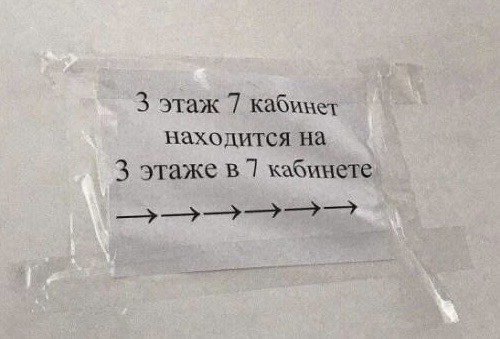 3 этаж 7 кабинет
находится на
3 этаже в 7 кабинете
→→→→→→